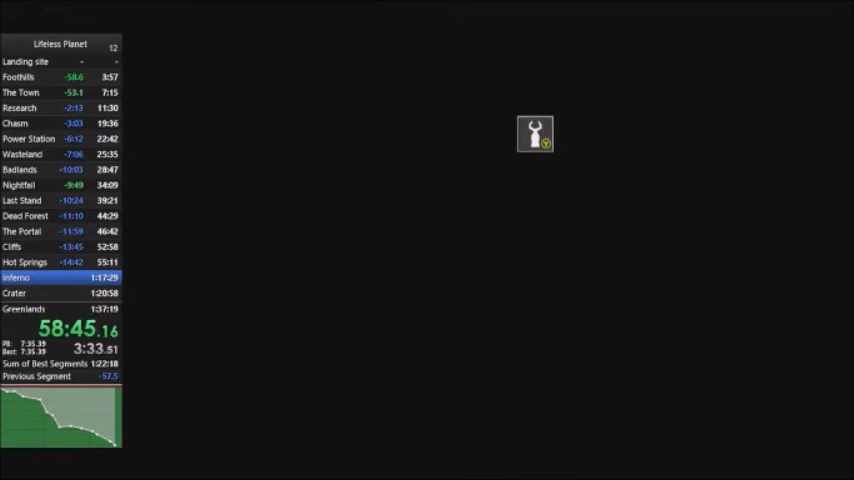 Lifeless Planet
12
Landing site - -
Foothills -58.6 3:57
The Town -53.1 7:15
Research -2:13 11:30
Chasm -3:03 19:36
Power Station -6:12 22:42
Wasteland -7:06 25:35
Badlands -10:03 28:47
Nightfall -9:49 34:09
Last Stand -10:24 39:21
Dead Forest -11:10 44:29
The Portal -11:59 46:42
Cliffs -13:45 52:58
Hot Springs -14:42 55:11
Inferno 1:17:29
Crater 1:20:58
Greenlands 1:37:19
58:45.16
PB: 7:35.39
Best: 7:35.39 3:33.51
Sum of Best Segments 1:22:18
Previous Segment -57.5
Y